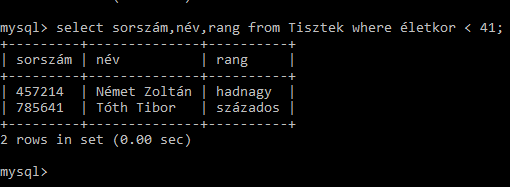 mysql> select sorszám,név,rang from Tisztek where életkor < 41;
+---------+--------------+----------+
| sorszám | név          | rang     |
+---------+--------------+----------+
| 457214  | Német Zoltán | hadnagy  |
| 785641  | Tóth Tibor   | százados |
+---------+--------------+----------+
2 rows in set (0.00 sec)
mysql>